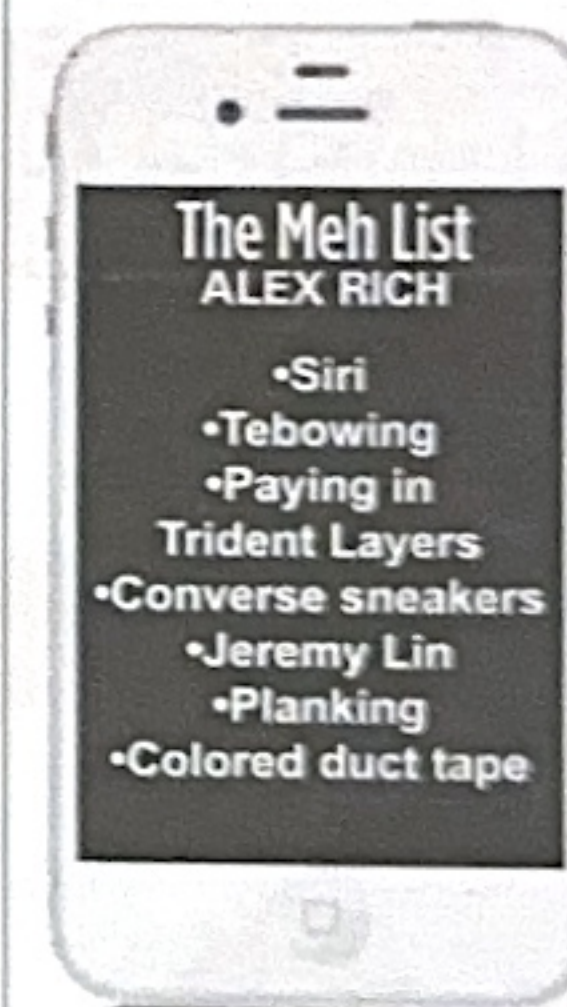 The Meh List
ALEX RICH
•Siri
•Tebowing
•Paying in
Trident Layers
•Converse sneakers
•Jeremy Lin
•Planking
•Colored duct tape